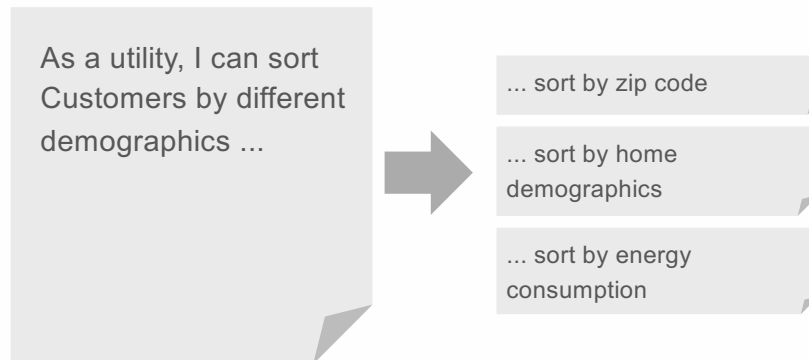 As a utility, I can sort
Customers by different
demographics ...
... sort by zip code
... sort by home
demographics
... sort by energy
consumption